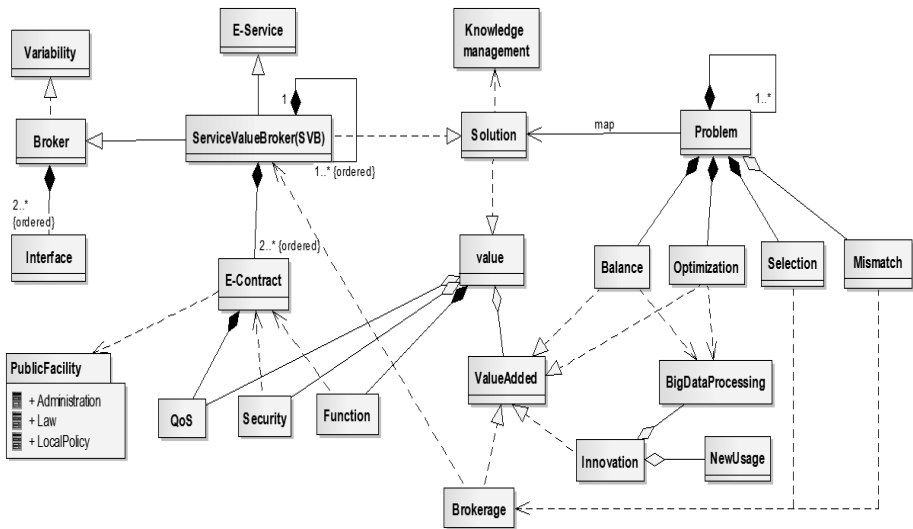 E-Service
Knowledge
management
Variability
1
1..*
Broker
ServiceValueBroker(SVB)
Solution
map
Problem
1..* {ordered}
2..*
{ordered}
2..* {ordered}
Interface
E-Contract
value
Balance
Optimization
Selection
Mismatch
PublicFacility
+ Administration
+ Law
+ LocalPolicy
QoS
Security
Function
ValueAdded
BigDataProcessing
Innovation
NewUsage
Brokerage